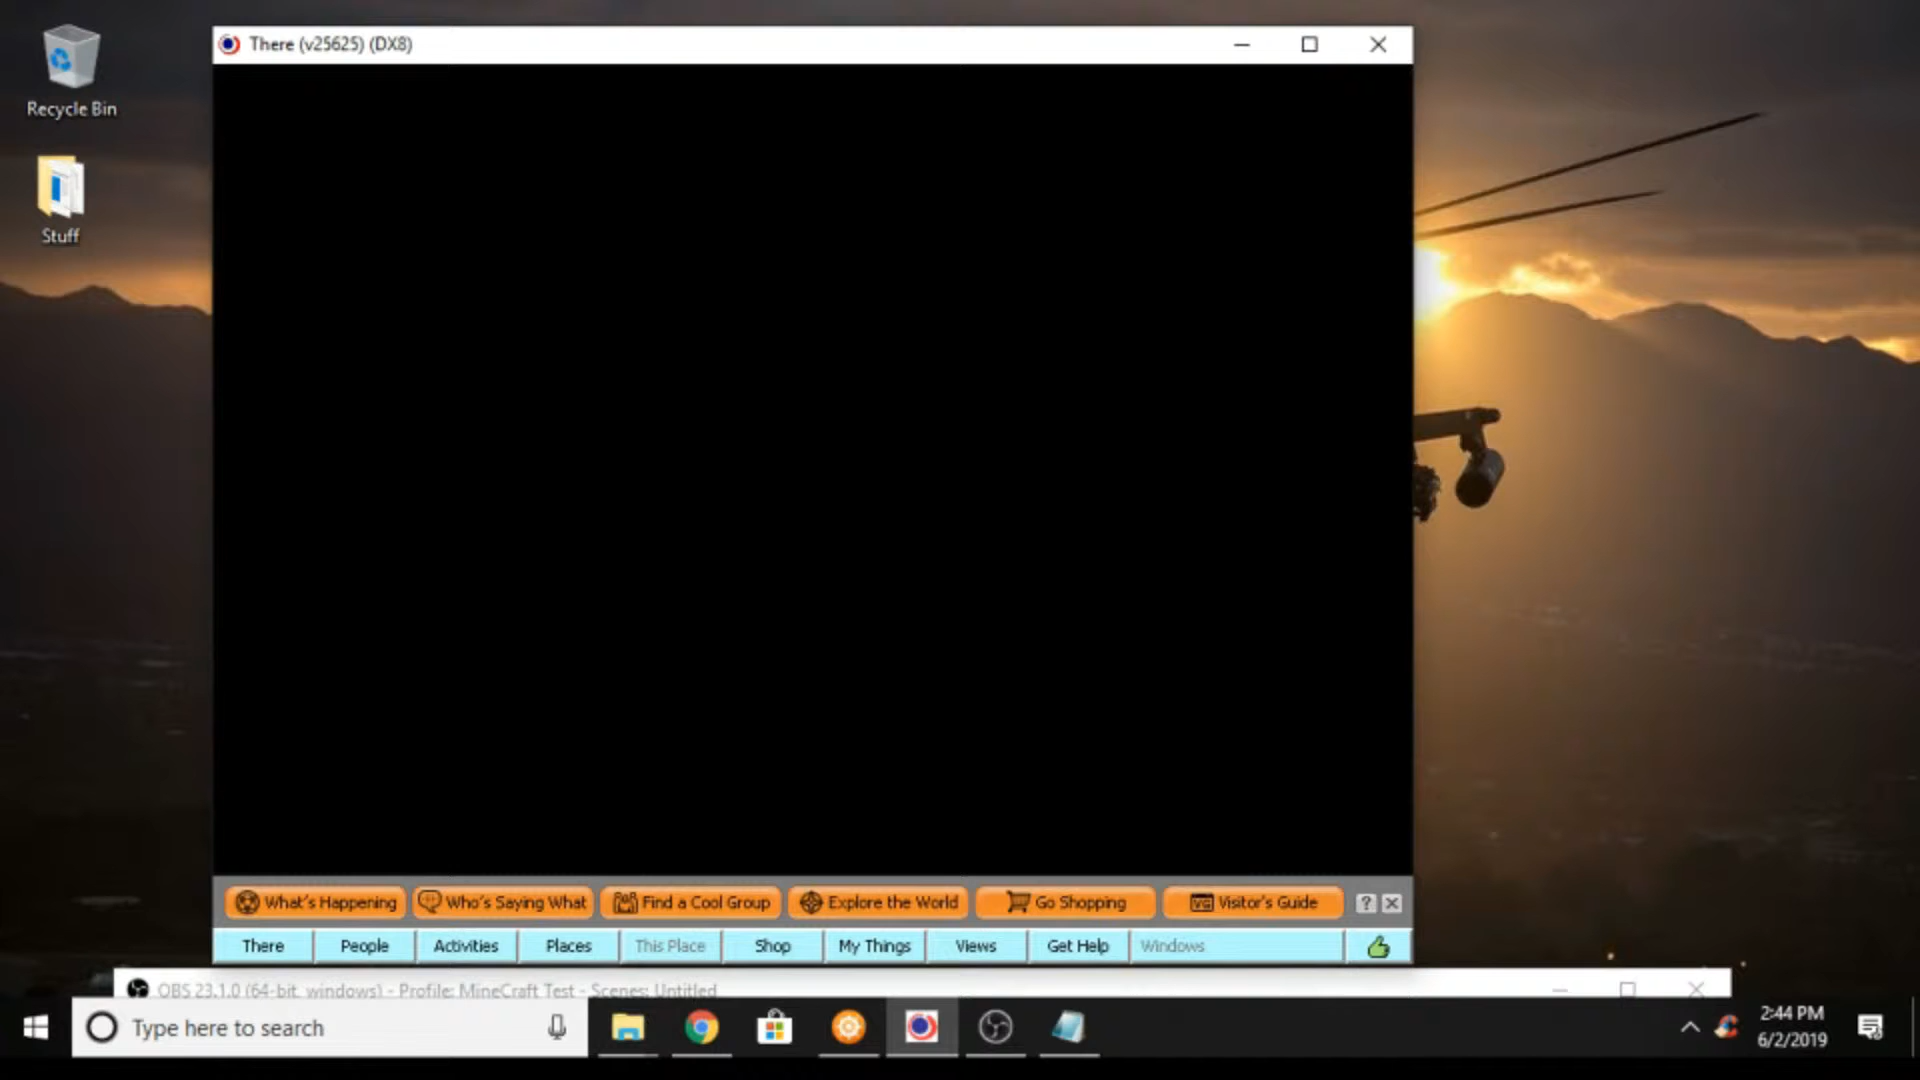 There (v25625) (DX8)
Recycle Bin
Stuff
What's Happening
Who's Saying What
Find a Cool Group
Explore the World
Go Shopping
VG Visitor's Guide
?
There
People
Activities
Places
This Place
Shop
My Things
Views
Get Help
Windows
OBS 23.1.0 (64-bit, windows) - Profile: MineCraft Test - Scenes: Untitled
Type here to search
2:44 PM
6/2/2019